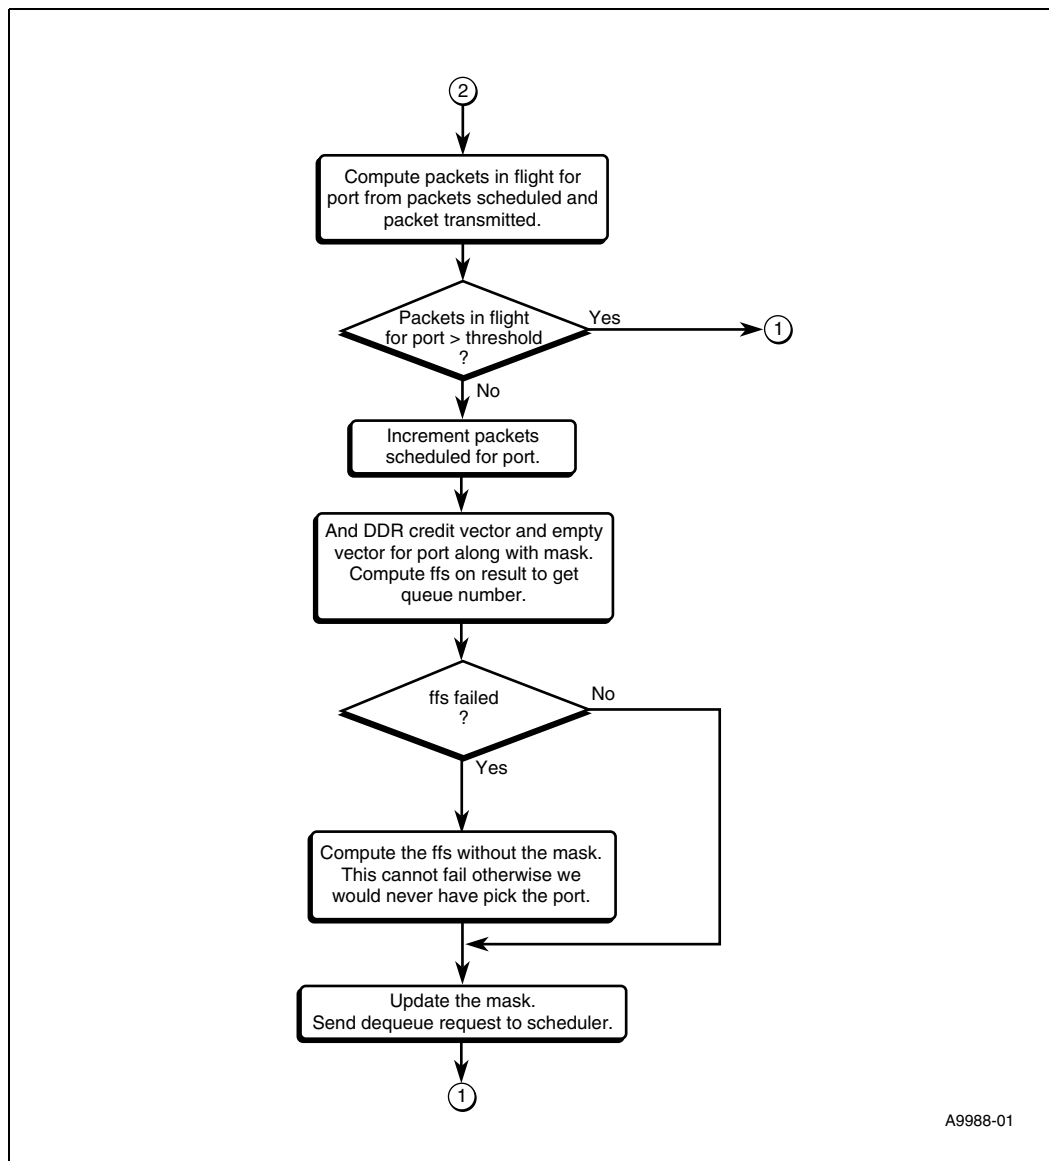 2
Compute packets in flight for
port from packets scheduled and
packet transmitted.
Packets in flight
for port > threshold
?
Yes
1
No
Increment packets
scheduled for port.
And DDR credit vector and empty
vector for port along with mask.
Compute ffs on result to get
queue number.
ffs failed
?
No
Yes
Compute the ffs without the mask.
This cannot fail otherwise we
would never have pick the port.
Update the mask.
Send dequeue request to scheduler.
1
A9988-01